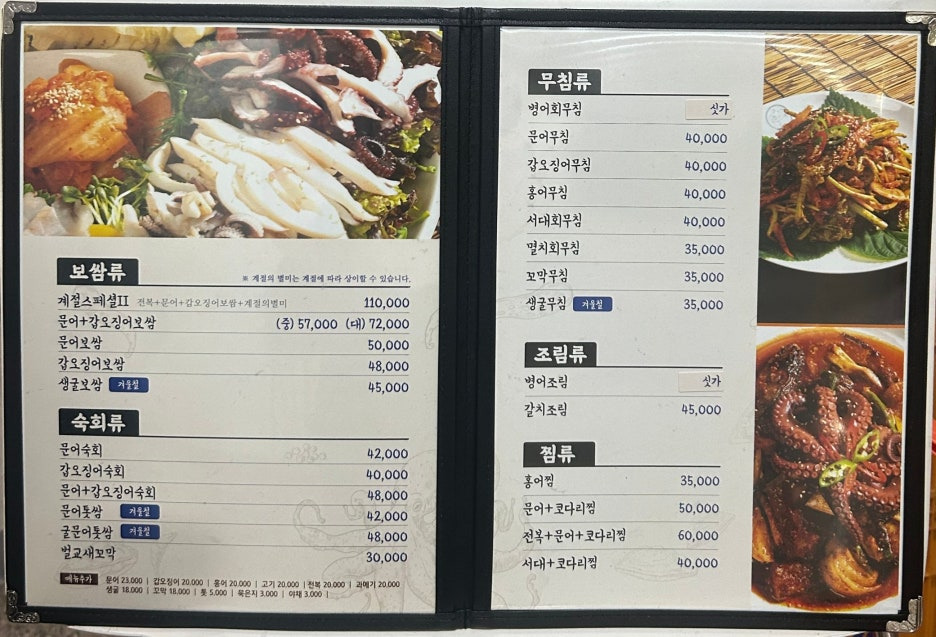 보쌈류
※ 계절의 별미는 계절에 따라 상이할 수 있습니다.
계절스페셜II 전복+문어+갑오징어보쌈+계절의별미 110,000
문어+갑오징어보쌈 (중) 57,000 (대) 72,000
문어보쌈 50,000
갑오징어보쌈 48,000
생굴보쌈 겨울철 45,000
숙회류
문어숙회 42,000
갑오징어숙회 40,000
문어+갑오징어숙회 48,000
문어톳쌈 겨울철 42,000
굴문어톳쌈 겨울철 48,000
벌교새꼬막 30,000
메뉴추가 문어 23,000 | 갑오징어 20,000 | 홍어 20,000 | 고기 20,000 | 전복 20,000 | 과메기 20,000
생굴 18,000 | 꼬막 18,000 | 톳 5,000 | 묵은지 3,000 | 야채 3,000 |
무침류
병어회무침 싯가
문어무침 40,000
갑오징어무침 40,000
홍어무침 40,000
서대회무침 40,000
멸치회무침 35,000
꼬막무침 35,000
생굴무침 겨울철 35,000
조림류
병어조림 싯가
갈치조림 45,000
찜류
홍어찜 35,000
문어+코다리찜 50,000
전복+문어+코다리찜 60,000
서대+코다리찜 40,000